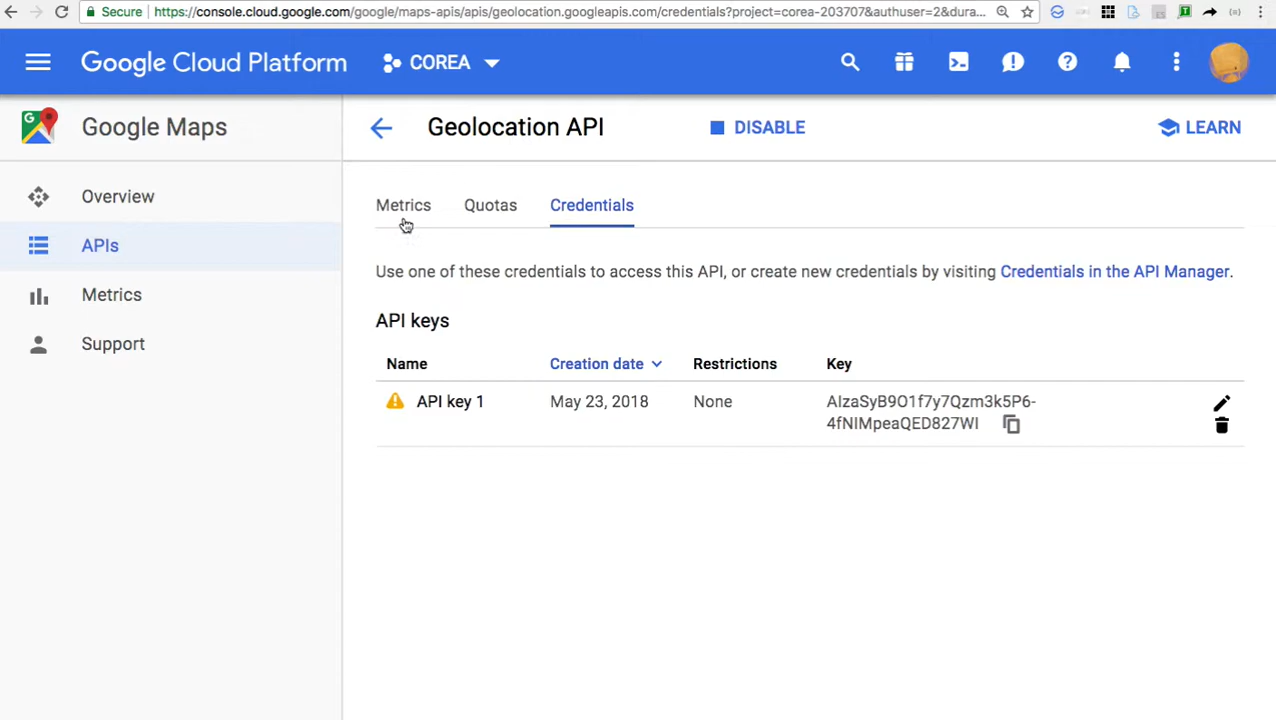 Secure https://console.cloud.google.com/google/maps-apis/apis/geolocation.googleapis.com/credentials?project=corea-203707&authuser=2&dura...
Google Cloud Platform COREA
Google Maps
Geolocation API DISABLE LEARN
Overview
APIs
Metrics
Support
Metrics Quotas Credentials
Use one of these credentials to access this API, or create new credentials by visiting Credentials in the API Manager.
API keys
Name Creation date Restrictions Key
API key 1 May 23, 2018 None AIzaSyB9O1f7y7Qzm3k5P6-
4fNIMpeaQED827WI